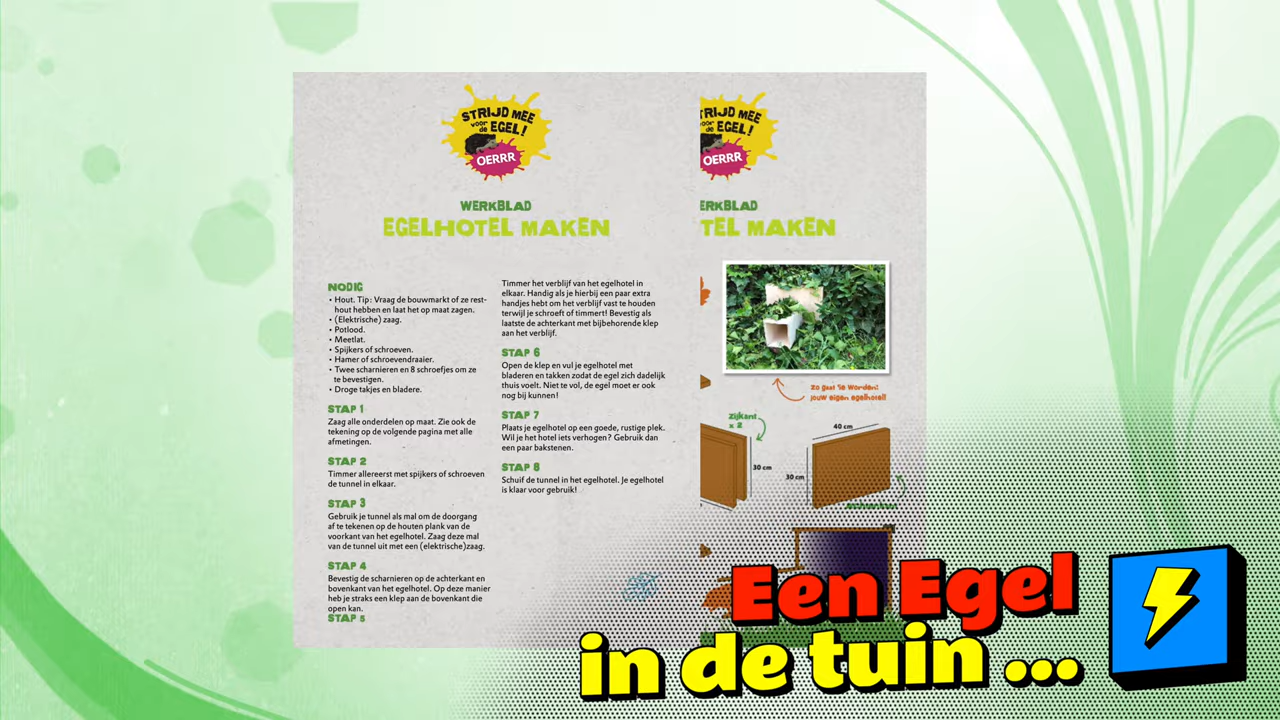 STRIJD MEE
voor
de EGEL!
OERRR
WERKBLAD
EGELHOTEL MAKEN
NODIG
• Hout. Tip: Vraag de bouwmarkt of ze rest-
hout hebben en laat het op maat zagen.
• (Elektrische) zaag.
• Potlood.
• Meetlat.
• Spijkers of schroeven.
• Hamer of schroevendraaier.
• Twee scharnieren en 8 schroefjes om ze
te bevestigen.
• Droge takjes en bladere.
STAP 1
Zaag alle onderdelen op maat. Zie ook de
tekening op de volgende pagina met alle
afmetingen.
STAP 2
Timmer allereerst met spijkers of schroeven
de tunnel in elkaar.
STAP 3
Gebruik je tunnel als mal om de doorgang
af te tekenen op de houten plank van de
voorkant van het egelhotel. Zaag deze mal
van de tunnel uit met een (elektrische)zaag.
STAP 4
Bevestig de scharnieren op de achterkant en
bovenkant van het egelhotel. Op deze manier
heb je straks een klep aan de bovenkant die
open kan.
STAP 5
Timmer het verblijf van het egelhotel in
elkaar. Handig als je hierbij een paar extra
handjes hebt om het verblijf vast te houden
terwijl je schroeft of timmert! Bevestig als
laatste de achterkant met bijbehorende klep
aan het verblijf.
STAP 6
Open de klep en vul je egelhotel met
bladeren en takken zodat de egel zich dadelijk
thuis voelt. Niet te vol, de egel moet er ook
nog bij kunnen!
STAP 7
Plaats je egelhotel op een goede, rustige plek.
Wil je het hotel iets verhogen? Gebruik dan
een paar bakstenen.
STAP 8
Schuif de tunnel in het egelhotel. Je egelhotel
is klaar voor gebruik!
TRIJD MEE
voor
de EGEL!
OERRR
ERKBLAD
TEL MAKEN
Zo gaat ie worden:
jouw eigen egelhotel!
Zijkant
x 2
30 cm
40 cm
30 cm
Achterkant
Een Egel
in de tuin ...